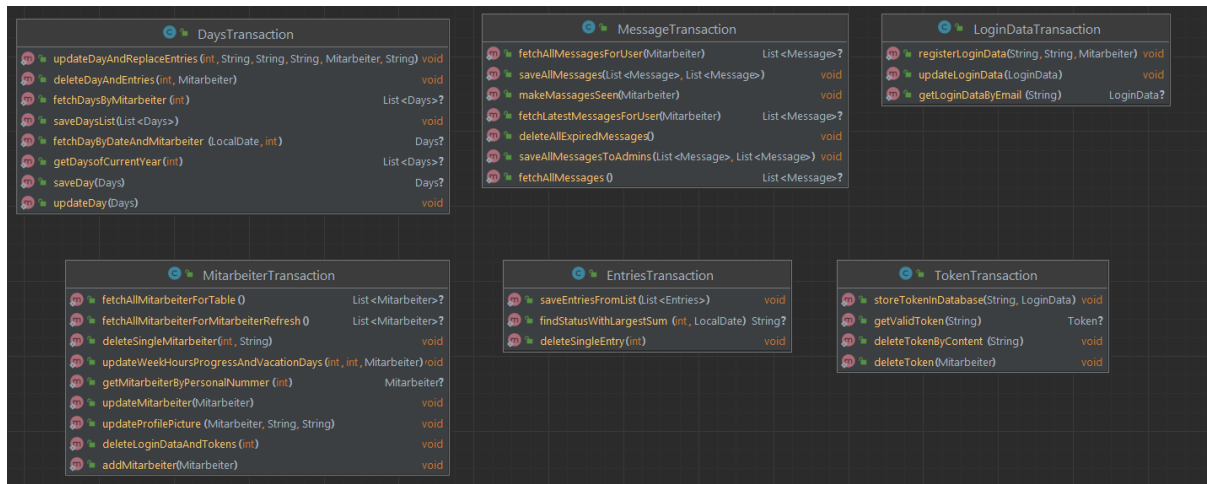 DaysTransaction
updateDayAndReplaceEntries(int, String, String, String, Mitarbeiter, String) void
deleteDayAndEntries(int, Mitarbeiter) void
fetchDaysByMitarbeiter(int) List<Days>?
saveDaysList(List<Days>) void
fetchDayByDateAndMitarbeiter(LocalDate, int) Days?
getDaysofCurrentYear(int) List<Days>?
saveDay(Days) Days?
updateDay(Days) void
MessageTransaction
fetchAllMessagesForUser(Mitarbeiter) List<Message>?
saveAllMessages(List<Message>, List<Message>) void
makeMassagesSeen(Mitarbeiter) void
fetchLatestMessagesForUser(Mitarbeiter) List<Message>?
deleteAllExpiredMessages() void
saveAllMessagesToAdmins(List<Message>, List<Message>) void
fetchAllMessages() List<Message>?
LoginDataTransaction
registerLoginData(String, String, Mitarbeiter) void
updateLoginData(LoginData) void
getLoginDataByEmail(String) LoginData?
MitarbeiterTransaction
fetchAllMitarbeiterForTable() List<Mitarbeiter>?
fetchAllMitarbeiterForMitarbeiterRefresh() List<Mitarbeiter>?
deleteSingleMitarbeiter(int, String) void
updateWeekHoursProgressAndVacationDays(int, int, Mitarbeiter) void
getMitarbeiterByPersonalNummer(int) Mitarbeiter?
updateMitarbeiter(Mitarbeiter) void
updateProfilePicture(Mitarbeiter, String, String) void
deleteLoginDataAndTokens(int) void
addMitarbeiter(Mitarbeiter) void
EntriesTransaction
saveEntriesFromList(List<Entries>) void
findStatusWithLargestSum(int, LocalDate) String?
deleteSingleEntry(int) void
TokenTransaction
storeTokenInDatabase(String, LoginData) void
getValidToken(String) Token?
deleteTokenByContent(String) void
deleteToken(Mitarbeiter) void